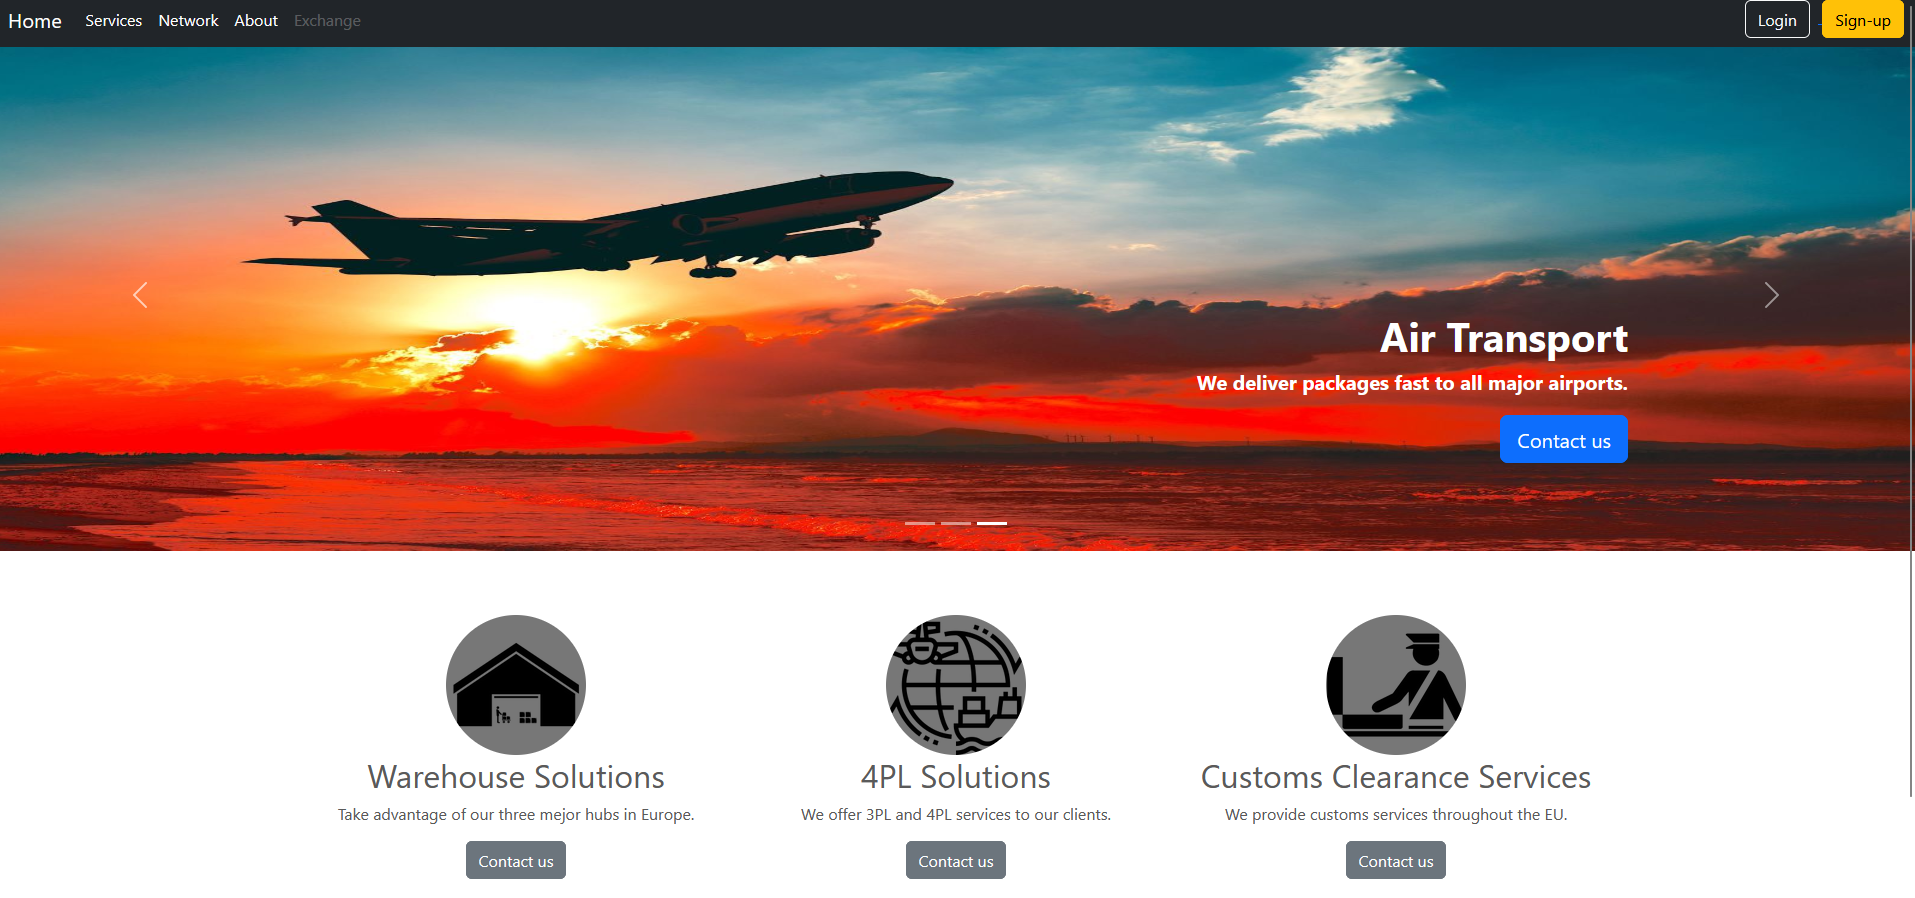 Home Services Network About Exchange Login Sign-up
Air Transport
We deliver packages fast to all major airports.
Contact us
Warehouse Solutions
Take advantage of our three mejor hubs in Europe.
Contact us
4PL Solutions
We offer 3PL and 4PL services to our clients.
Contact us
Customs Clearance Services
We provide customs services throughout the EU.
Contact us